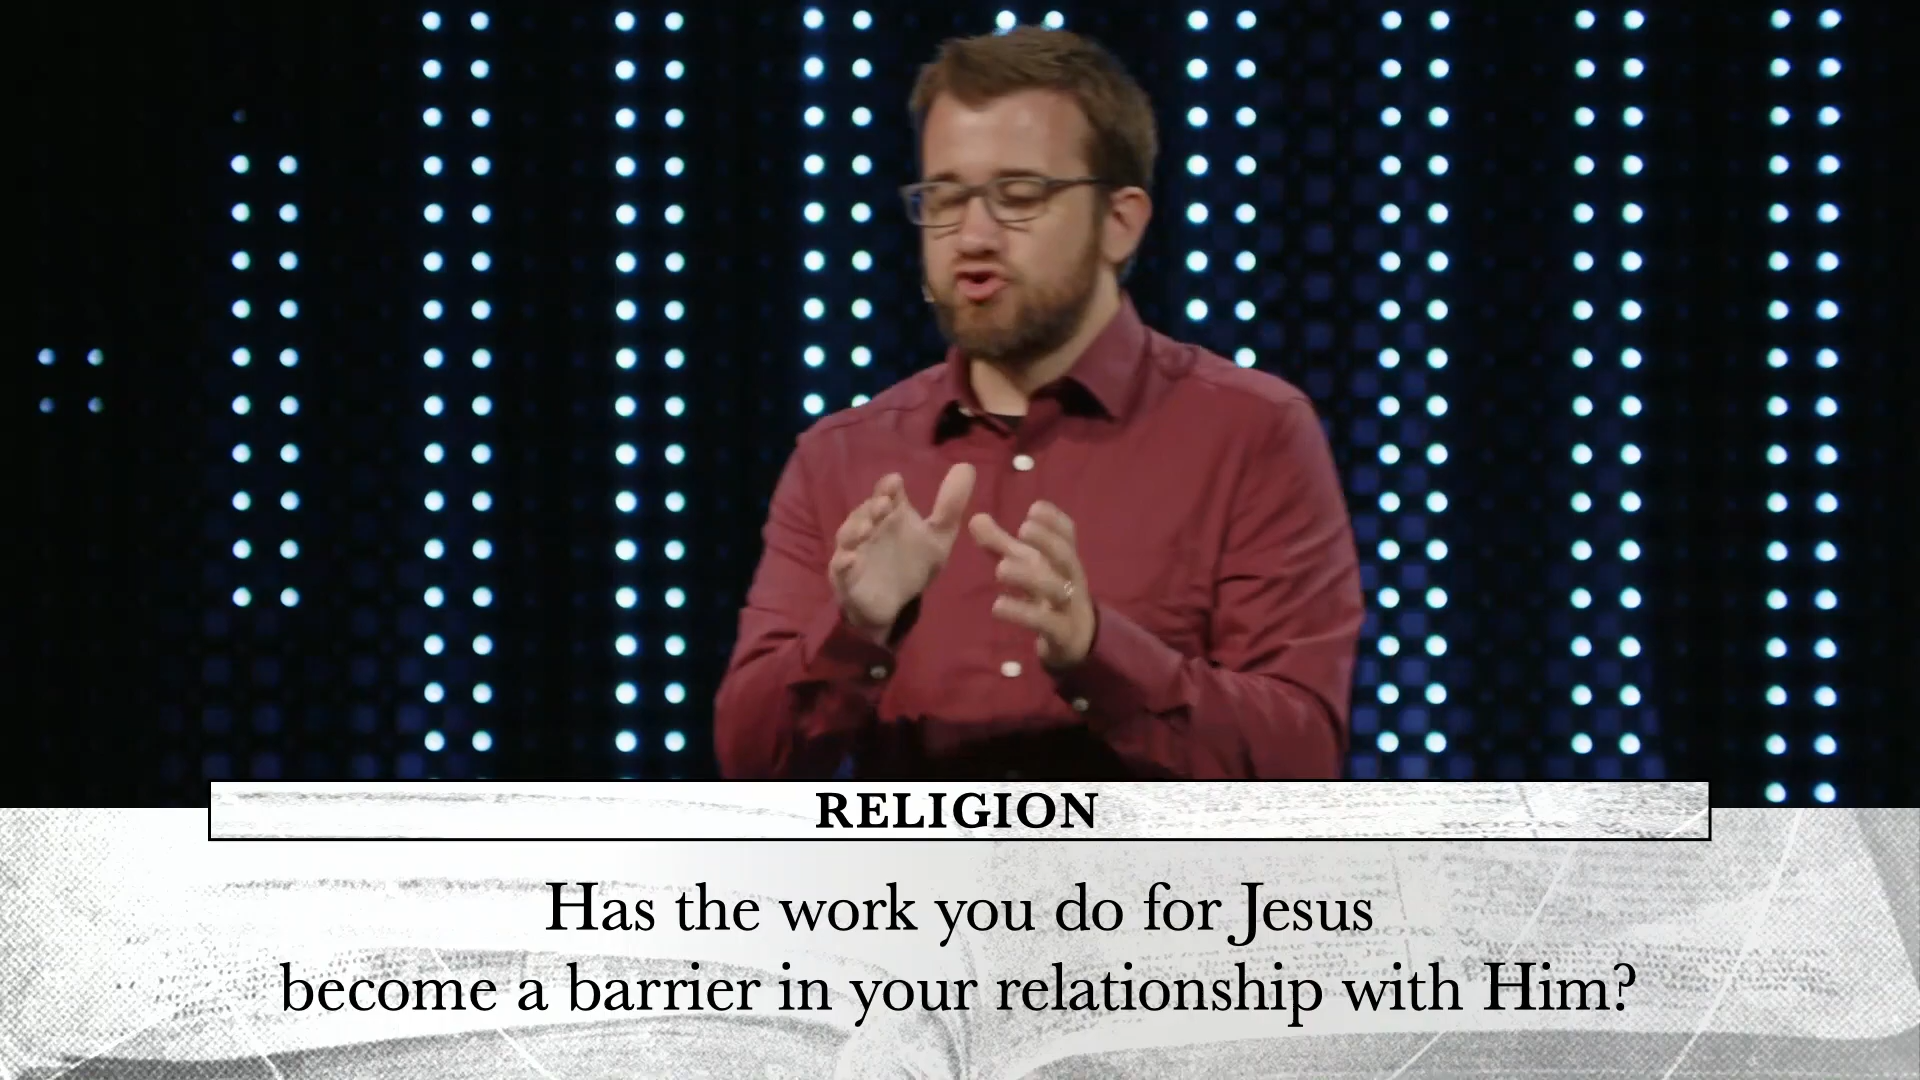 RELIGION
Has the work you do for Jesus
become a barrier in your relationship with Him?